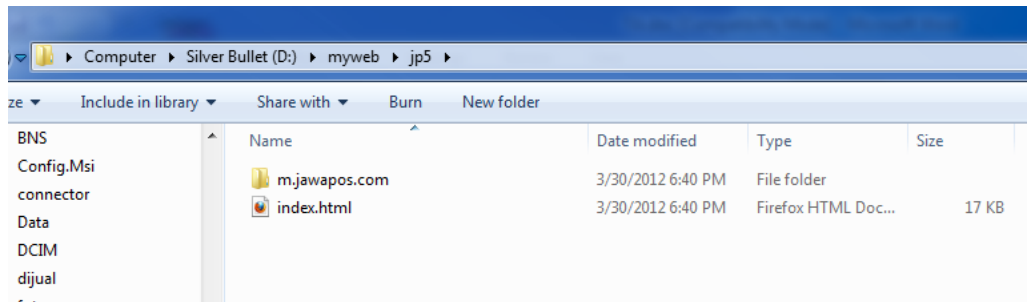 Computer Silver Bullet (D:) myweb jp5
ze Include in library Share with Burn New folder
BNS
Config.Msi
connector
Data
DCIM
dijual
Name Date modified Type Size
m.jawapos.com 3/30/2012 6:40 PM File folder
index.html 3/30/2012 6:40 PM Firefox HTML Doc... 17 KB